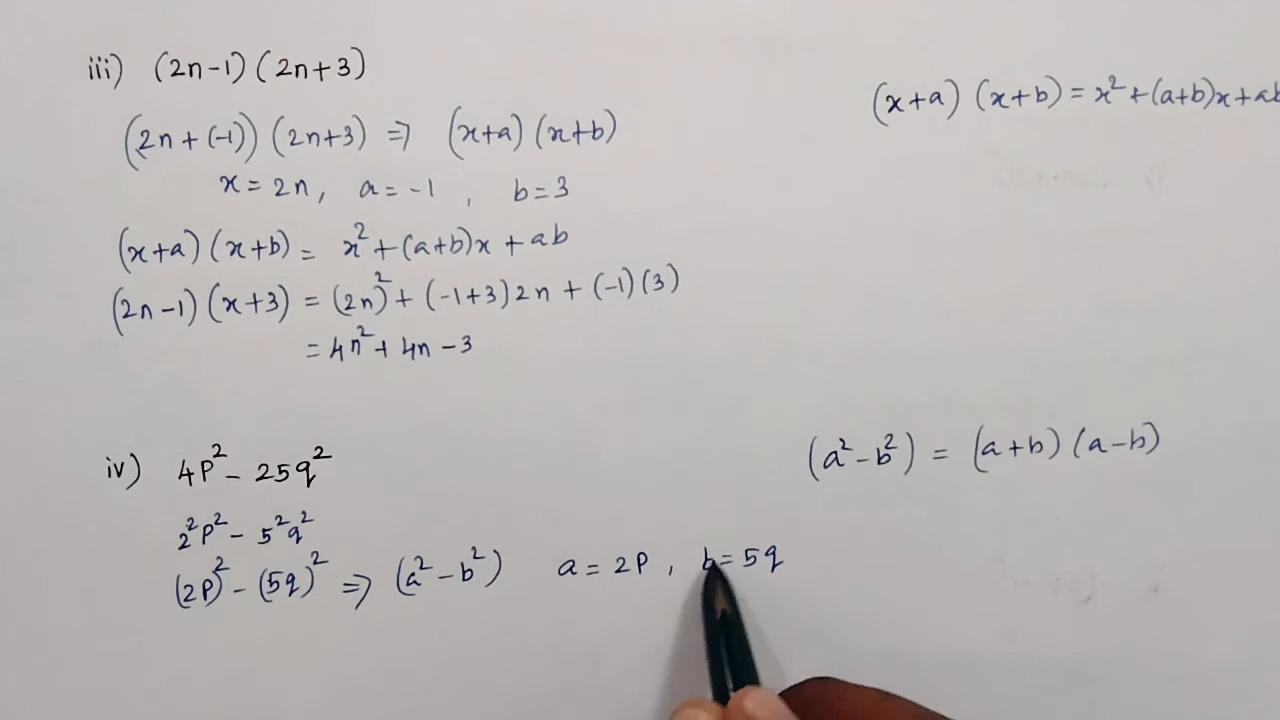 iii) (2n-1)(2n+3)
(x+a)(x+b) = x²+(a+b)x+ab
(2n+(-1))(2n+3) ⇒ (x+a)(x+b)
x = 2n, a = -1, b = 3
(x+a)(x+b) = x²+(a+b)x+ab
(2n-1)(x+3) = (2n)²+(-1+3)2n+(-1)(3)
= 4n²+4n-3
iv) 4P²-25q²
(a²-b²) = (a+b)(a-b)
2²P²-5²q²
(2P)²-(5q)² ⇒ (a²-b²) a = 2P, b = 5q